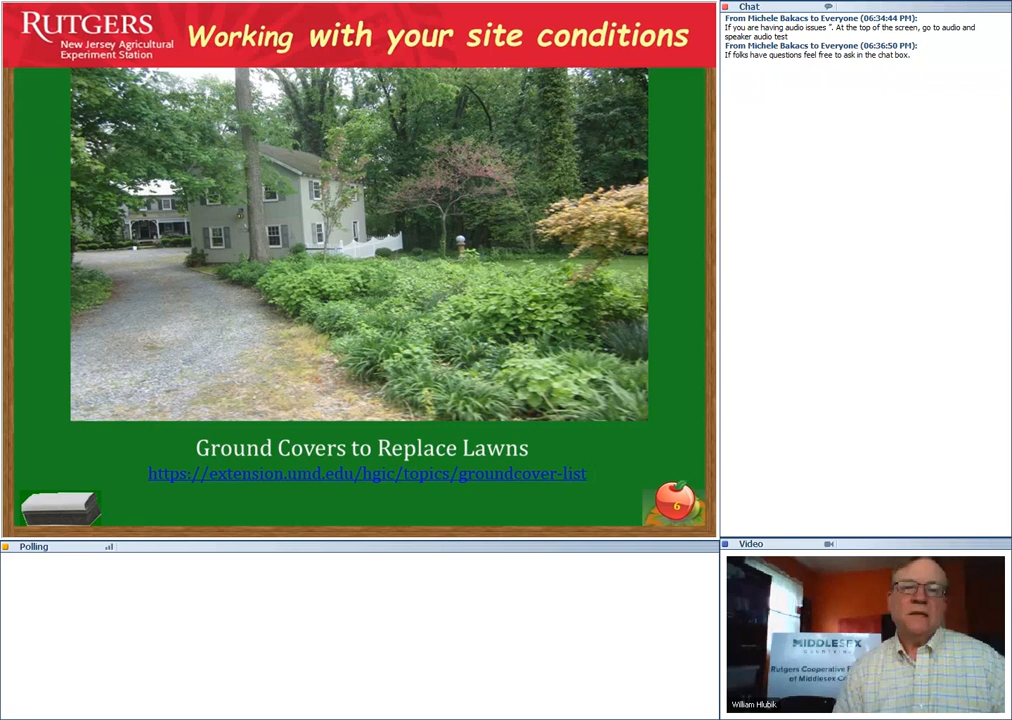 RUTGERS
New Jersey Agricultural
Experiment Station
Working with your site conditions
Ground Covers to Replace Lawns
https://extension.umd.edu/hgic/topics/groundcover-list
6
Chat
From Michele Bakacs to Everyone (06:34:44 PM):
If you are having audio issues ". At the top of the screen, go to audio and
speaker audio test
From Michele Bakacs to Everyone (06:36:50 PM):
If folks have questions feel free to ask in the chat box.
Polling
Video
MIDDLESEX
Rutgers Cooperative
of Middlesex
William Hlubik